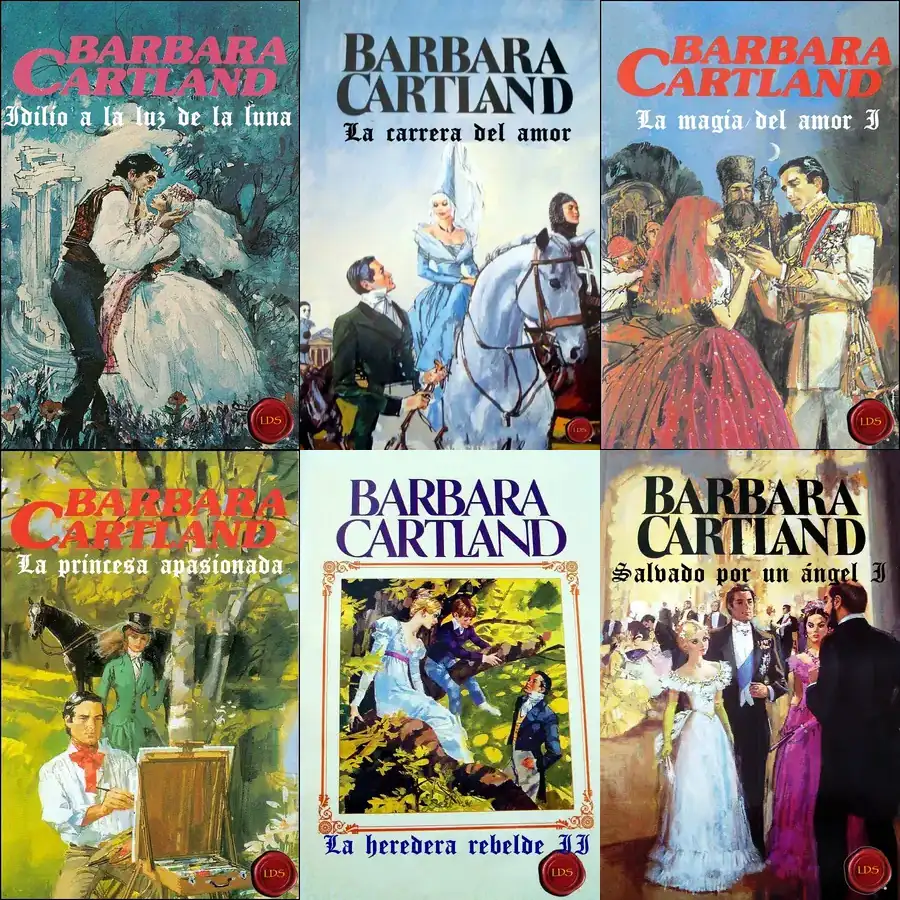 BARBARA
CARTLAND
Idilio a la luz de la luna
LDS
BARBARA
CARTLAND
La carrera del amor
LDS
BARBARA
CARTLAND
La magia del amor I
LDS
BARBARA
CARTLAND
La princesa apasionada
LDS
BARBARA
CARTLAND
La heredera rebelde II
LDS
BARBARA
CARTLAND
Salvado por un ángel I
LDS